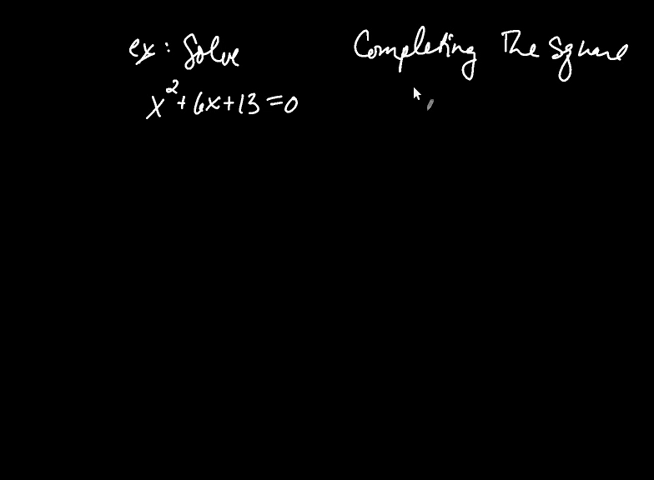 ex: Solve
Completing The Square
x²+6x+13=0